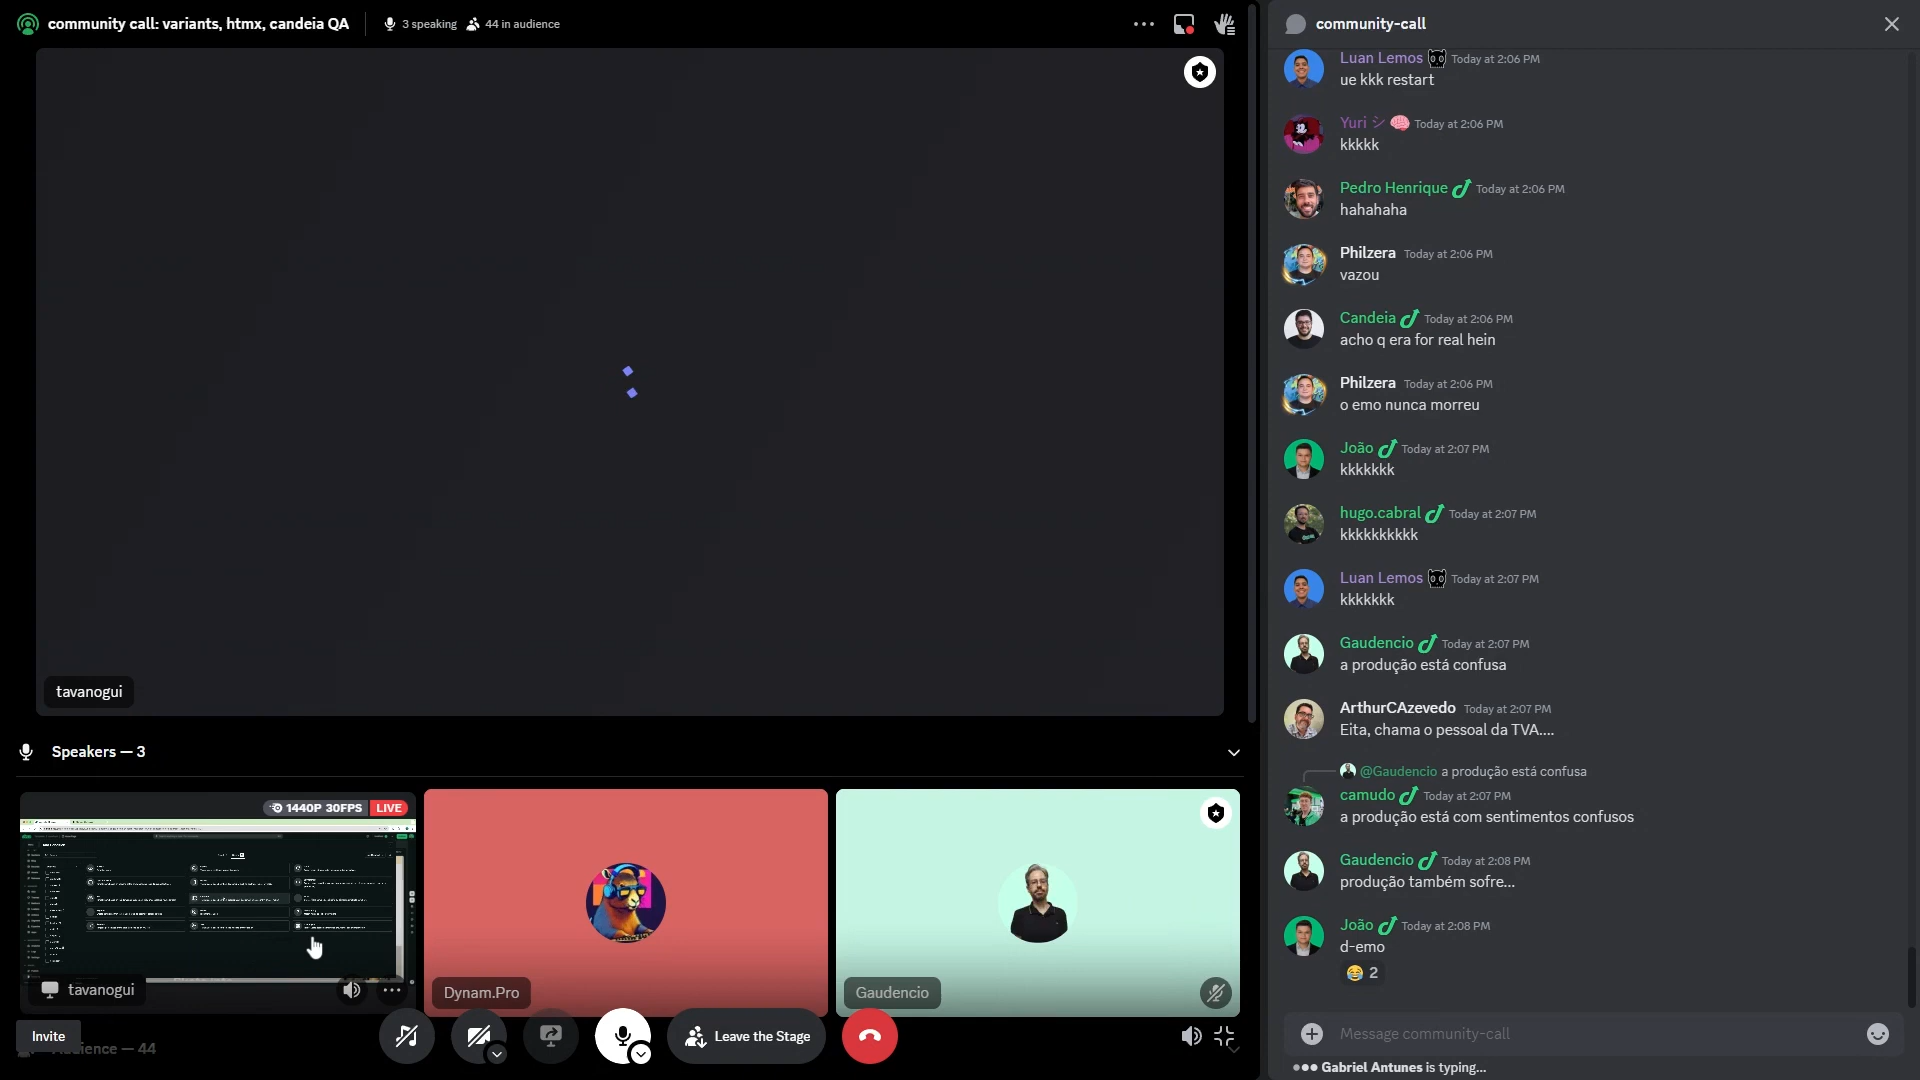 community call: variants, htmx, candeia QA
3 speaking
44 in audience
tavanogui
Speakers — 3
1440P 30FPS
LIVE
tavanogui
Dynam.Pro
Gaudencio
Invite
Audience — 44
Leave the Stage
community-call
Luan Lemos Today at 2:06 PM
ue kkk restart
Yuri シ Today at 2:06 PM
kkkkk
Pedro Henrique Today at 2:06 PM
hahahaha
Philzera Today at 2:06 PM
vazou
Candeia Today at 2:06 PM
acho q era for real hein
Philzera Today at 2:06 PM
o emo nunca morreu
João Today at 2:07 PM
kkkkkkk
hugo.cabral Today at 2:07 PM
kkkkkkkkkk
Luan Lemos Today at 2:07 PM
kkkkkkk
Gaudencio Today at 2:07 PM
a produção está confusa
ArthurCAzevedo Today at 2:07 PM
Eita, chama o pessoal da TVA....
@Gaudencio a produção está confusa
camudo Today at 2:07 PM
a produção está com sentimentos confusos
Gaudencio Today at 2:08 PM
produção também sofre...
João Today at 2:08 PM
d-emo
😂 2
Message community-call
Gabriel Antunes is typing...